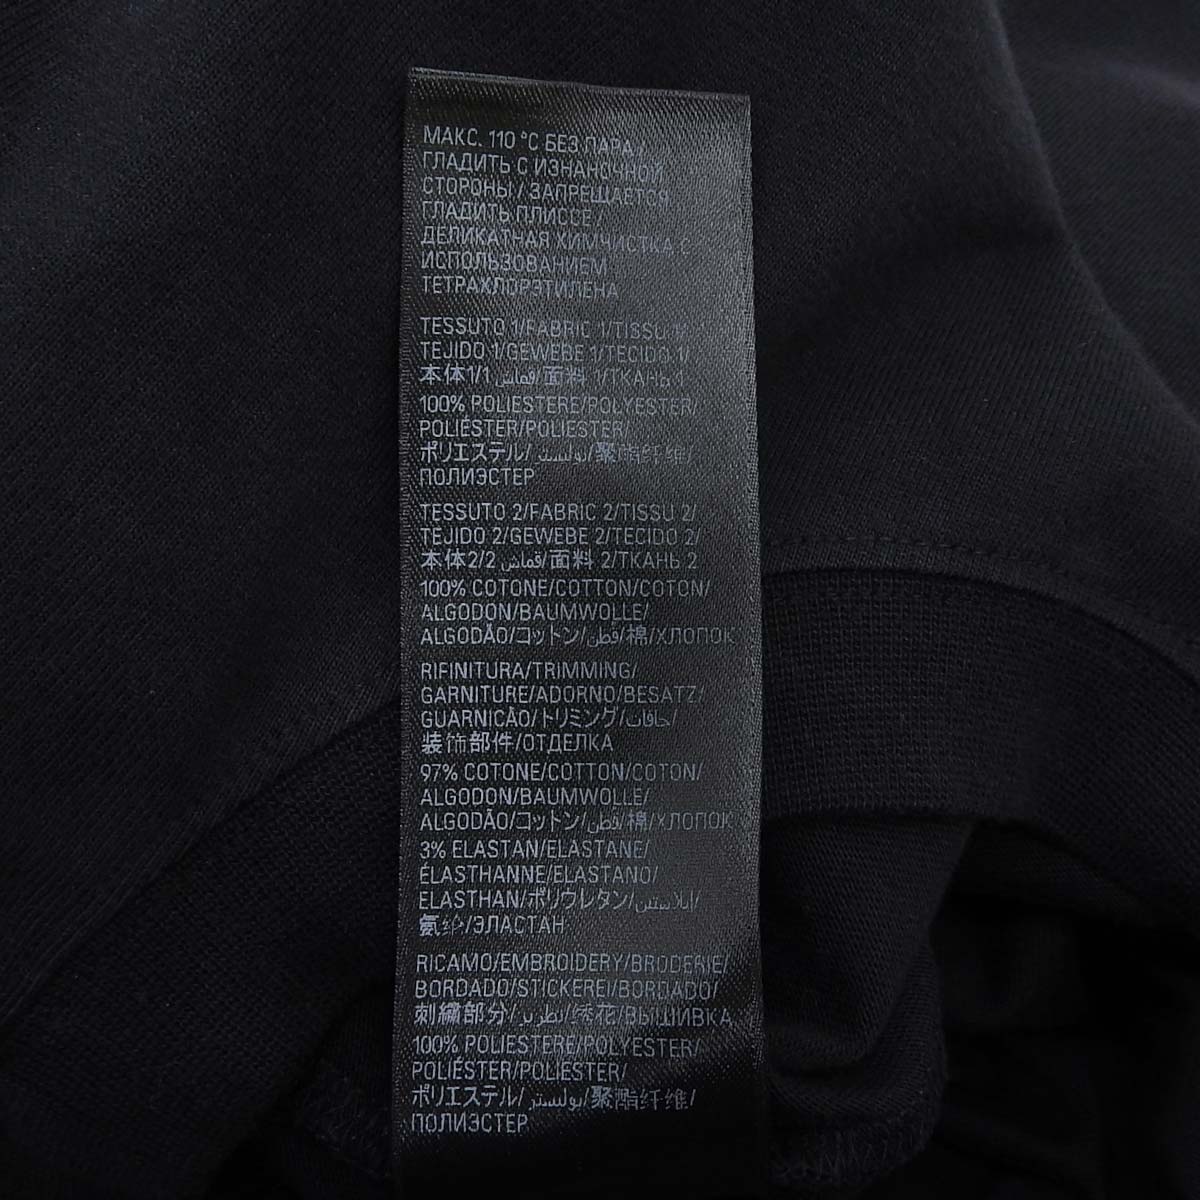 МАКС. 110 °C БЕЗ ПАРА /
ГЛАДИТЬ С ИЗНАНОЧНОЙ
СТОРОНЫ / ЗАПРЕЩАЕТСЯ
ГЛАДИТЬ ПЛИССЕ /
ДЕЛИКАТНАЯ ХИМЧИСТКА С
ИСПОЛЬЗОВАНИЕМ
ТЕТРАХЛОРЭТИЛЕНА
TESSUTO 1/FABRIC 1/TISSU 1/
TEJIDO 1/GEWEBE 1/TECIDO 1/
本体1/1 قماش/面料 1/ТКАНЬ 1
100% POLIESTERE/POLYESTER/
POLIÉSTER/POLIESTER
ポリエステル/بوليستر/聚酯纤维/
ПОЛИЭСТЕР
TESSUTO 2/FABRIC 2/TISSU 2/
TEJIDO 2/GEWEBE 2/TECIDO 2/
本体2/2 قماش/面料 2/ТКАНЬ 2
100% COTONE/COTTON/COTON/
ALGODON/BAUMWOLLE/
ALGODÃO/コットン/قطن/棉/ХЛОПОК
RIFINITURA/TRIMMING/
GARNITURE/ADORNO/BESATZ/
GUARNICÃO/トリミング/حافات/
装饰部件/ОТДЕЛКА
97% COTONE/COTTON/COTON/
ALGODON/BAUMWOLLE/
ALGODÃO/コットン/قطن/棉/ХЛОПОК
3% ELASTAN/ELASTANE/
ÉLASTHANNE/ELASTANO/
ELASTHAN/ポリウレタン/إيلاستين/
氨纶/ЭЛАСТАН
RICAMO/EMBROIDERY/BRODERIE/
BORDADO/STICKEREI/BORDADO/
刺繍部分/تطريز/绣花/ВЫШИВКА
100% POLIESTERE/POLYESTER/
POLIÉSTER/POLIESTER/
ポリエステル/بوليستر/聚酯纤维/
ПОЛИЭСТЕР